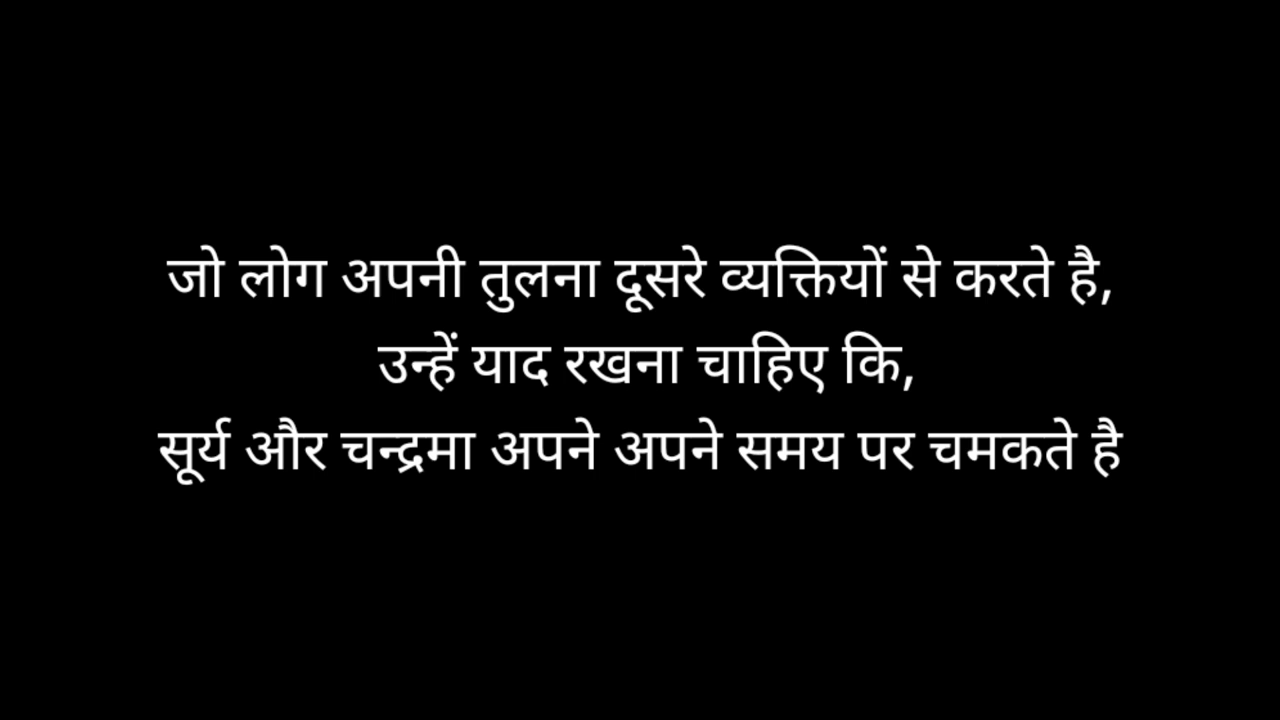 जो लोग अपनी तुलना दूसरे व्यक्तियों से करते है,
उन्हें याद रखना चाहिए कि,
सूर्य और चन्द्रमा अपने अपने समय पर चमकते है